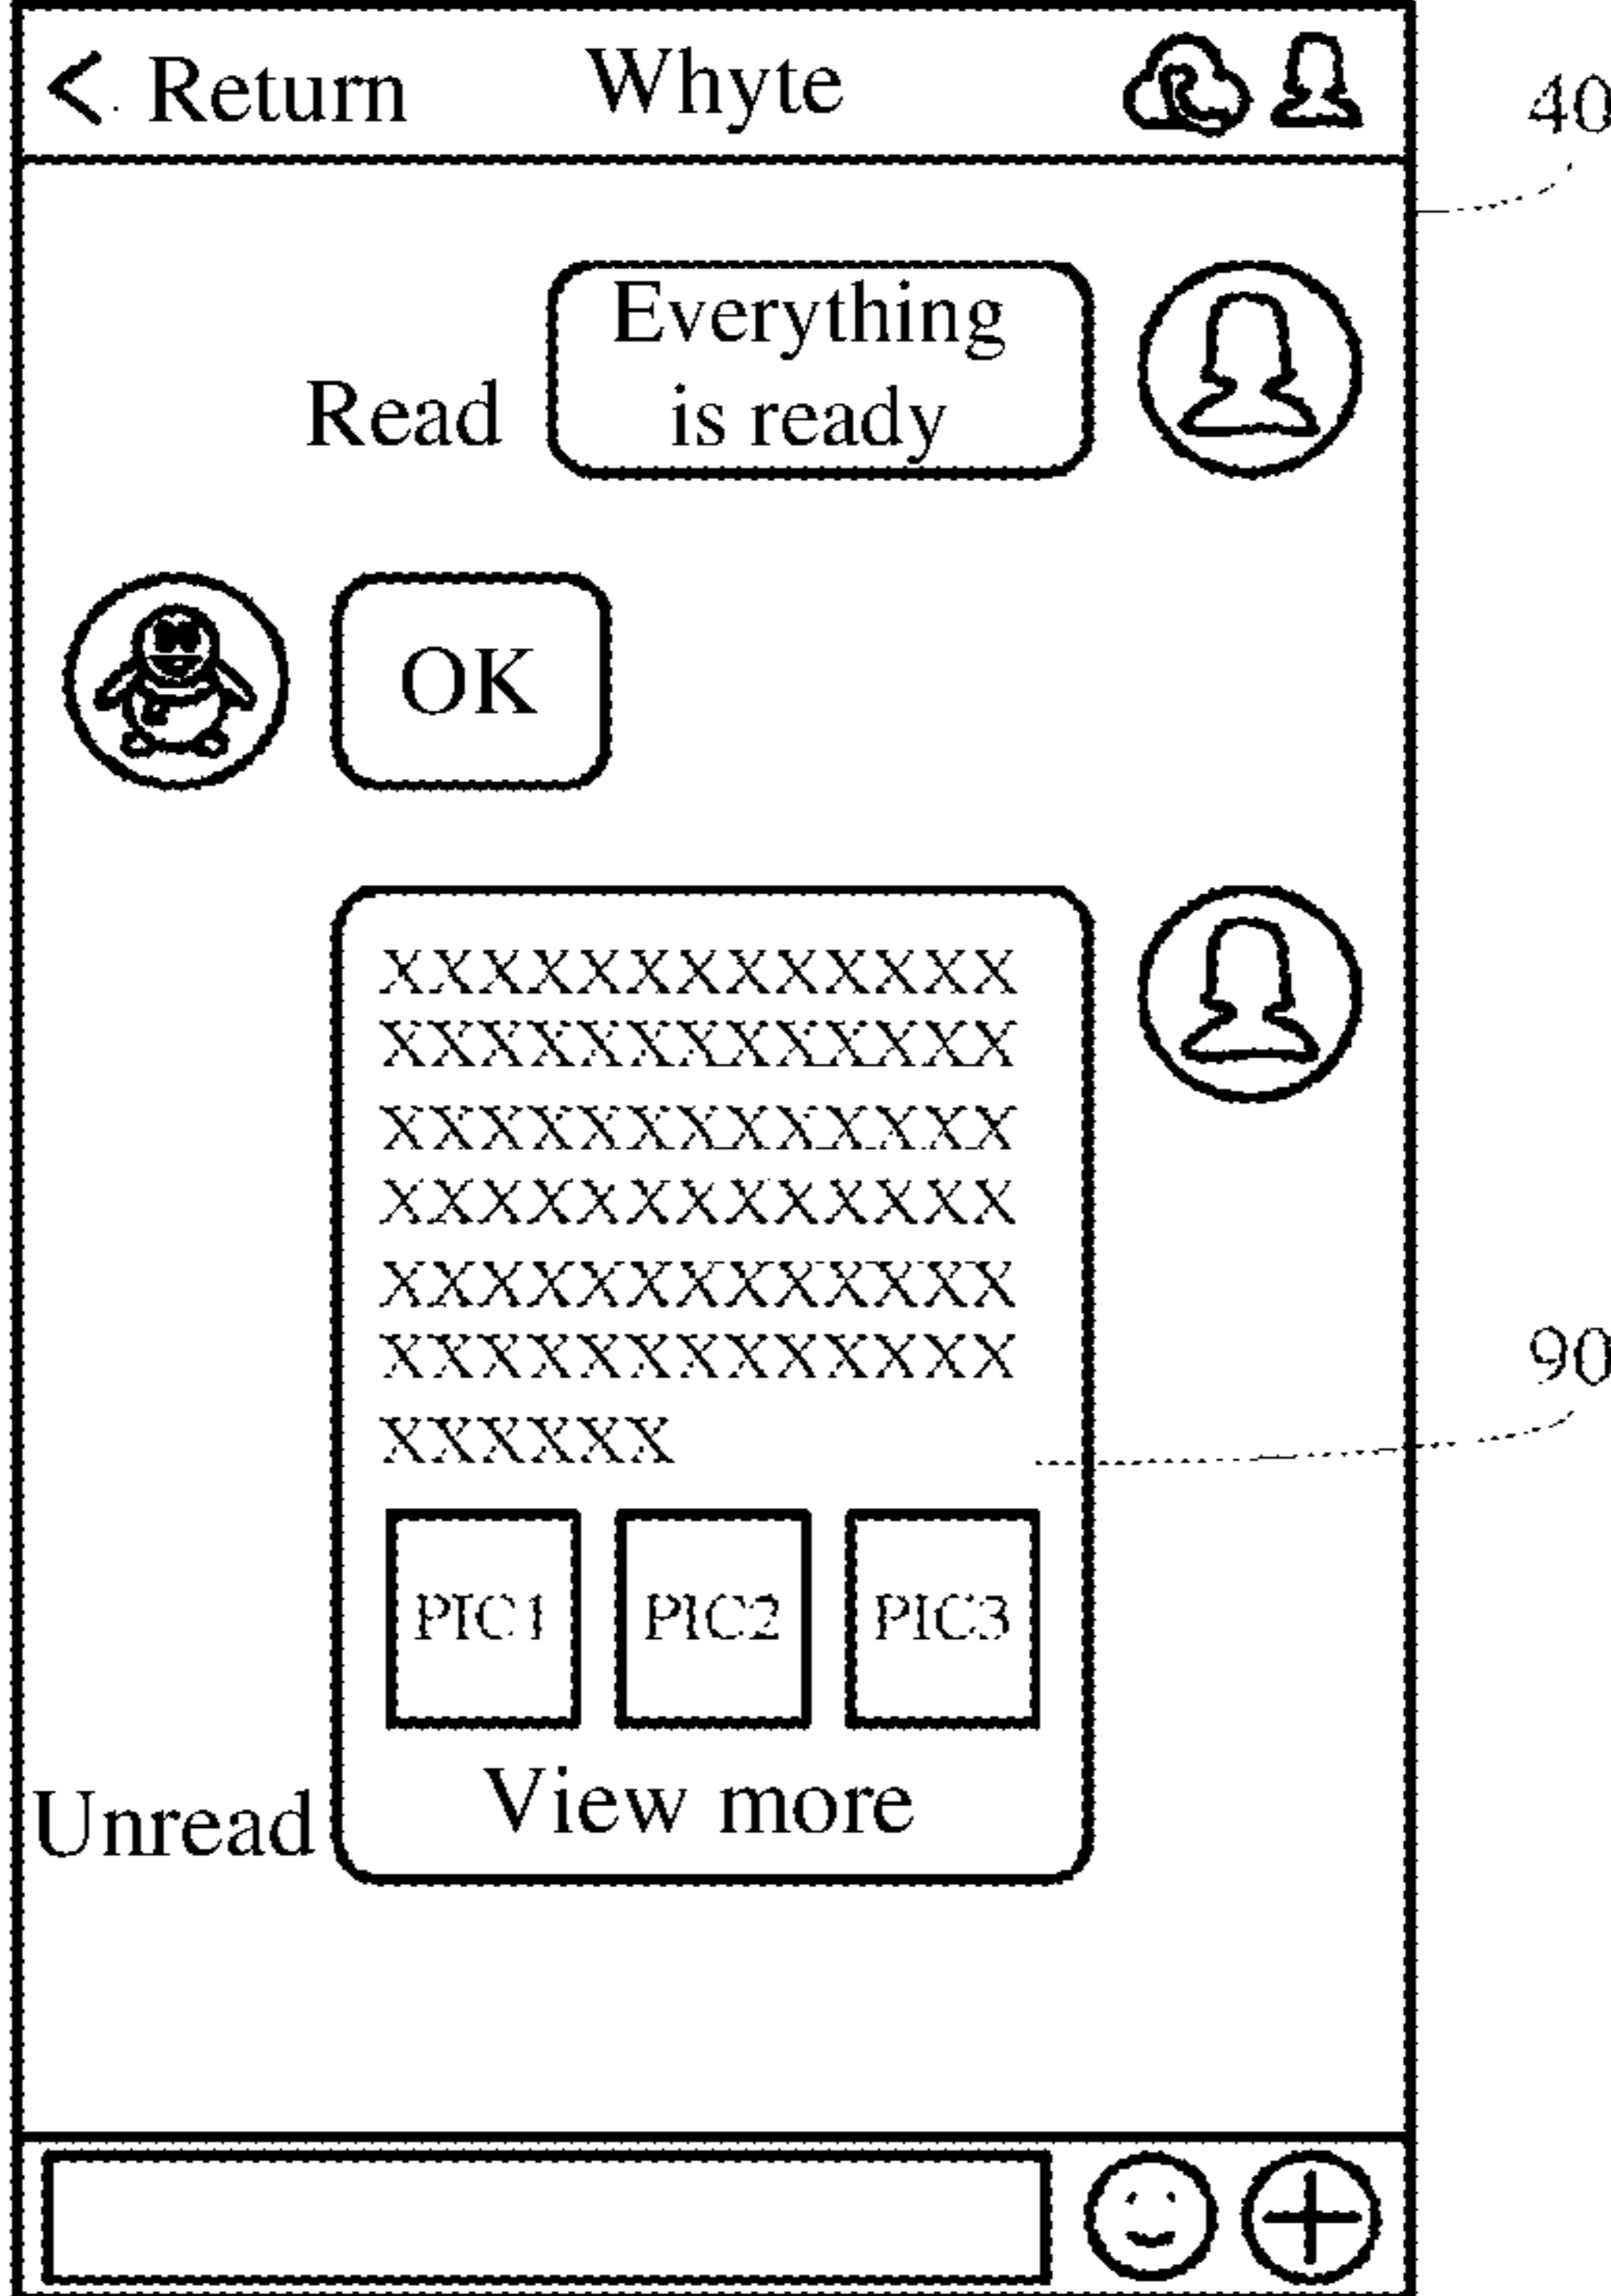 < Return Whyte
40
Everything
is ready
Read
OK
XXXXXXXXXXXXX
XXXXXXXXXXXXX
XXXXXXXXXXXXX
XXXXXXXXXXXXX
XXXXXXXXXXXXX
XXXXXXXXXXXXX
XXXXXX
90
PIC1 PIC2 PIC3
View more
Unread